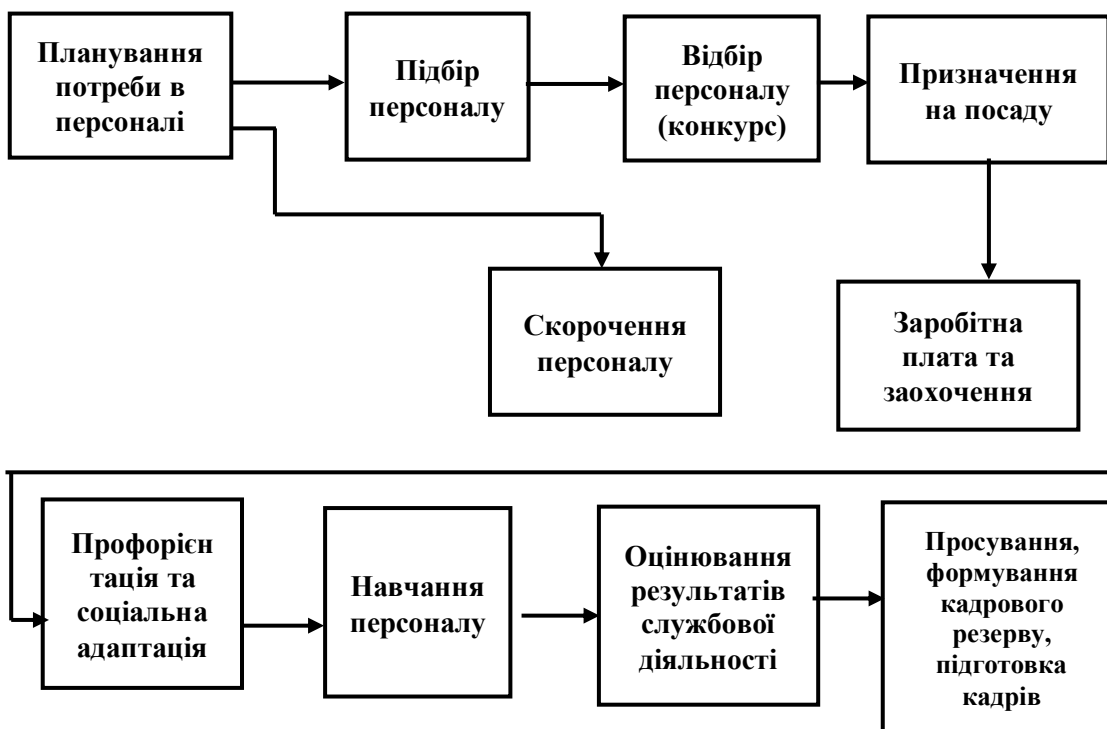 Планування
потреби в
персоналі
Підбір
персоналу
Відбір
персоналу
(конкурс)
Призначення
на посаду
Скорочення
персоналу
Заробітна
плата та
заохочення
Профорієн
тація та
соціальна
адаптація
Навчання
персоналу
Оцінювання
результатів
службової
діяльності
Просування,
формування
кадрового
резерву,
підготовка
кадрів